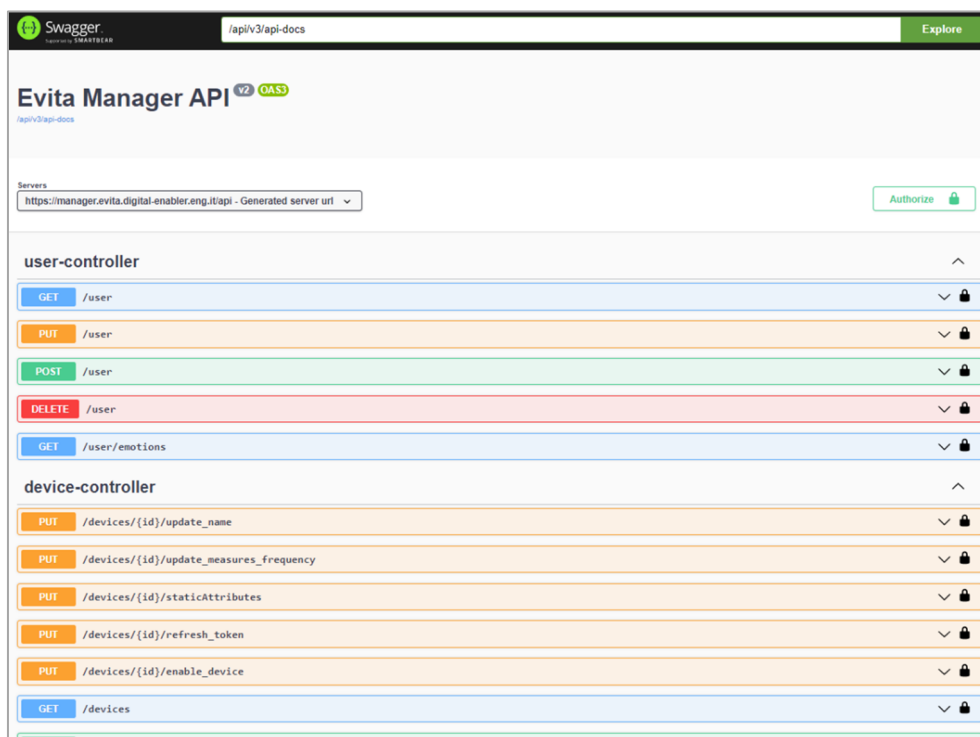 Swagger.
Supported by SMARTBEAR
/api/v3/api-docs
Explore
Evita Manager API v2 OAS3
/api/v3/api-docs
Servers
https://manager.evita.digital-enabler.eng.it/api - Generated server url
Authorize
user-controller
GET /user
PUT /user
POST /user
DELETE /user
GET /user/emotions
device-controller
PUT /devices/{id}/update_name
PUT /devices/{id}/update_measures_frequency
PUT /devices/{id}/staticAttributes
PUT /devices/{id}/refresh_token
PUT /devices/{id}/enable_device
GET /devices